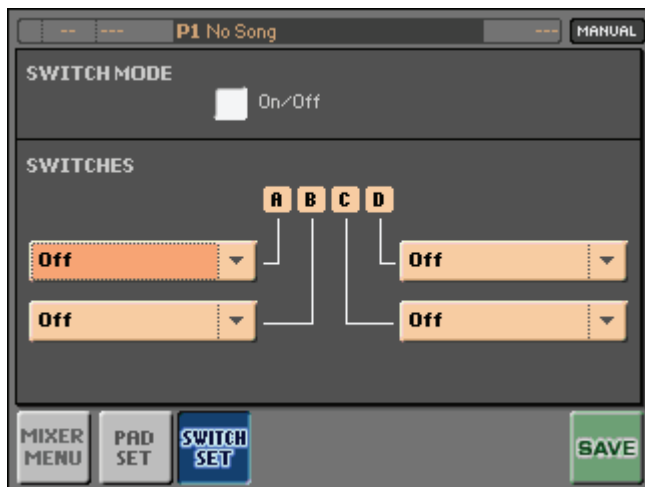 -- --- P1 No Song --- MANUAL
SWITCH MODE
On/Off
SWITCHES
A B C D
Off Off
Off Off
MIXER MENU PAD SET SWITCH SET SAVE